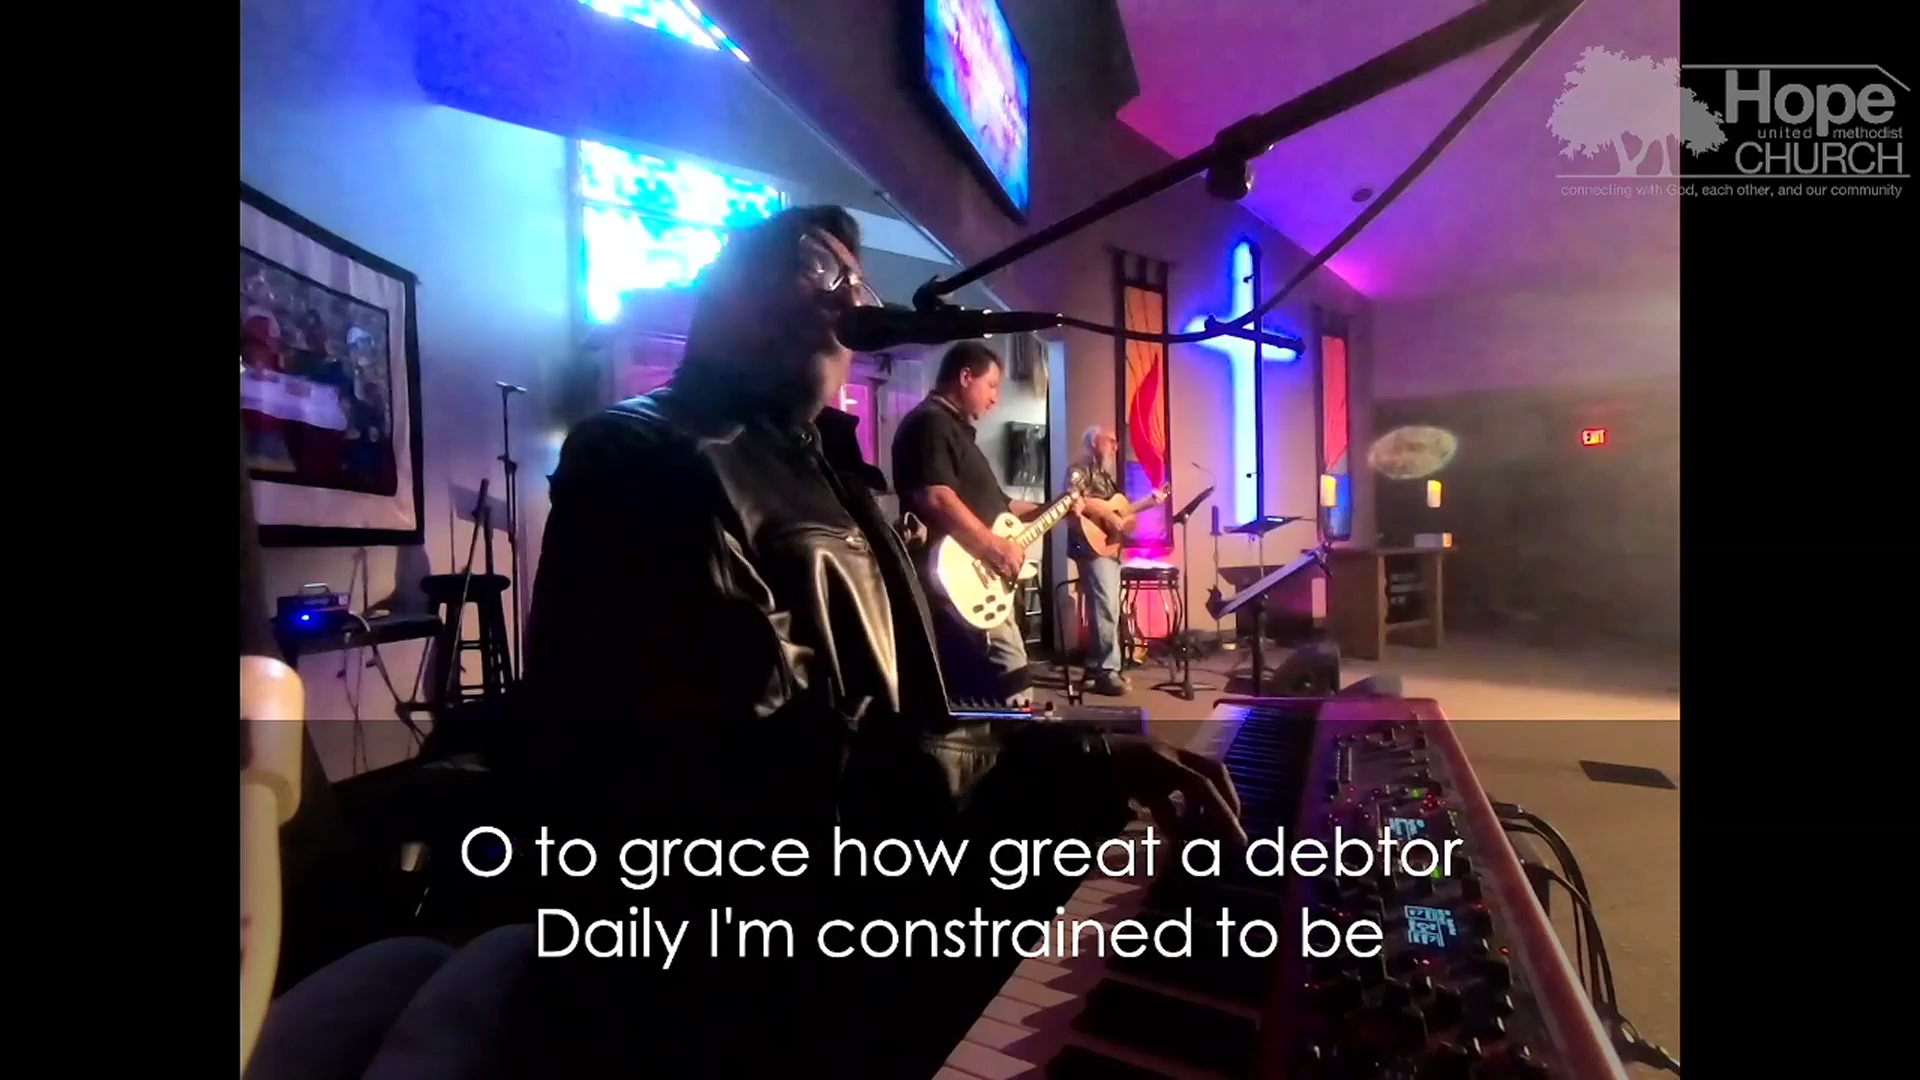 Hope
united methodist
CHURCH
connecting with God, each other, and our community
EXIT
O to grace how great a debtor
Daily I'm constrained to be